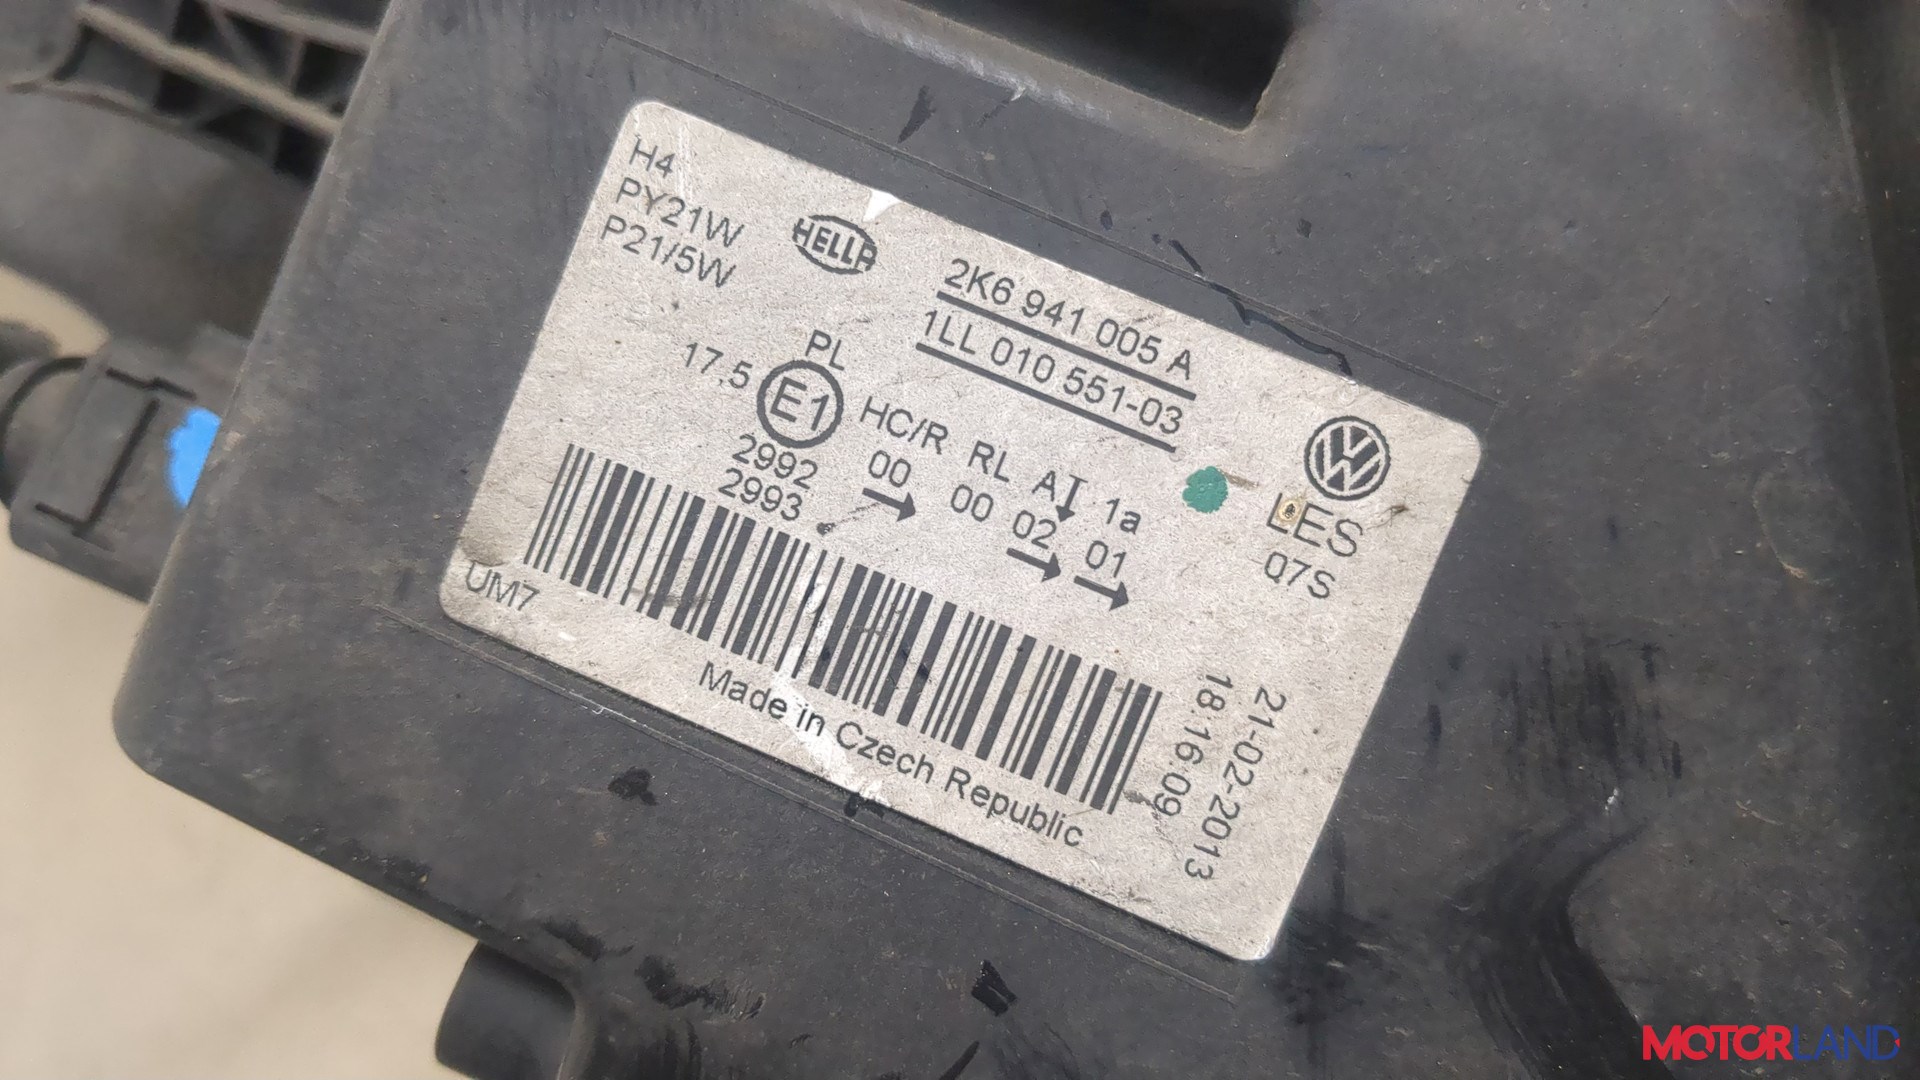 H4
PY21W
P21/5W
HELLA
2K6 941 005 A
1LL 010 551-03
PL
17.5 E1
2992
2993
HC/R RL AI 1a
00 00 02 01
LES
07S
UM7
Made in Czech Republic
21-02-2013
18:16.09
MOTORLAND